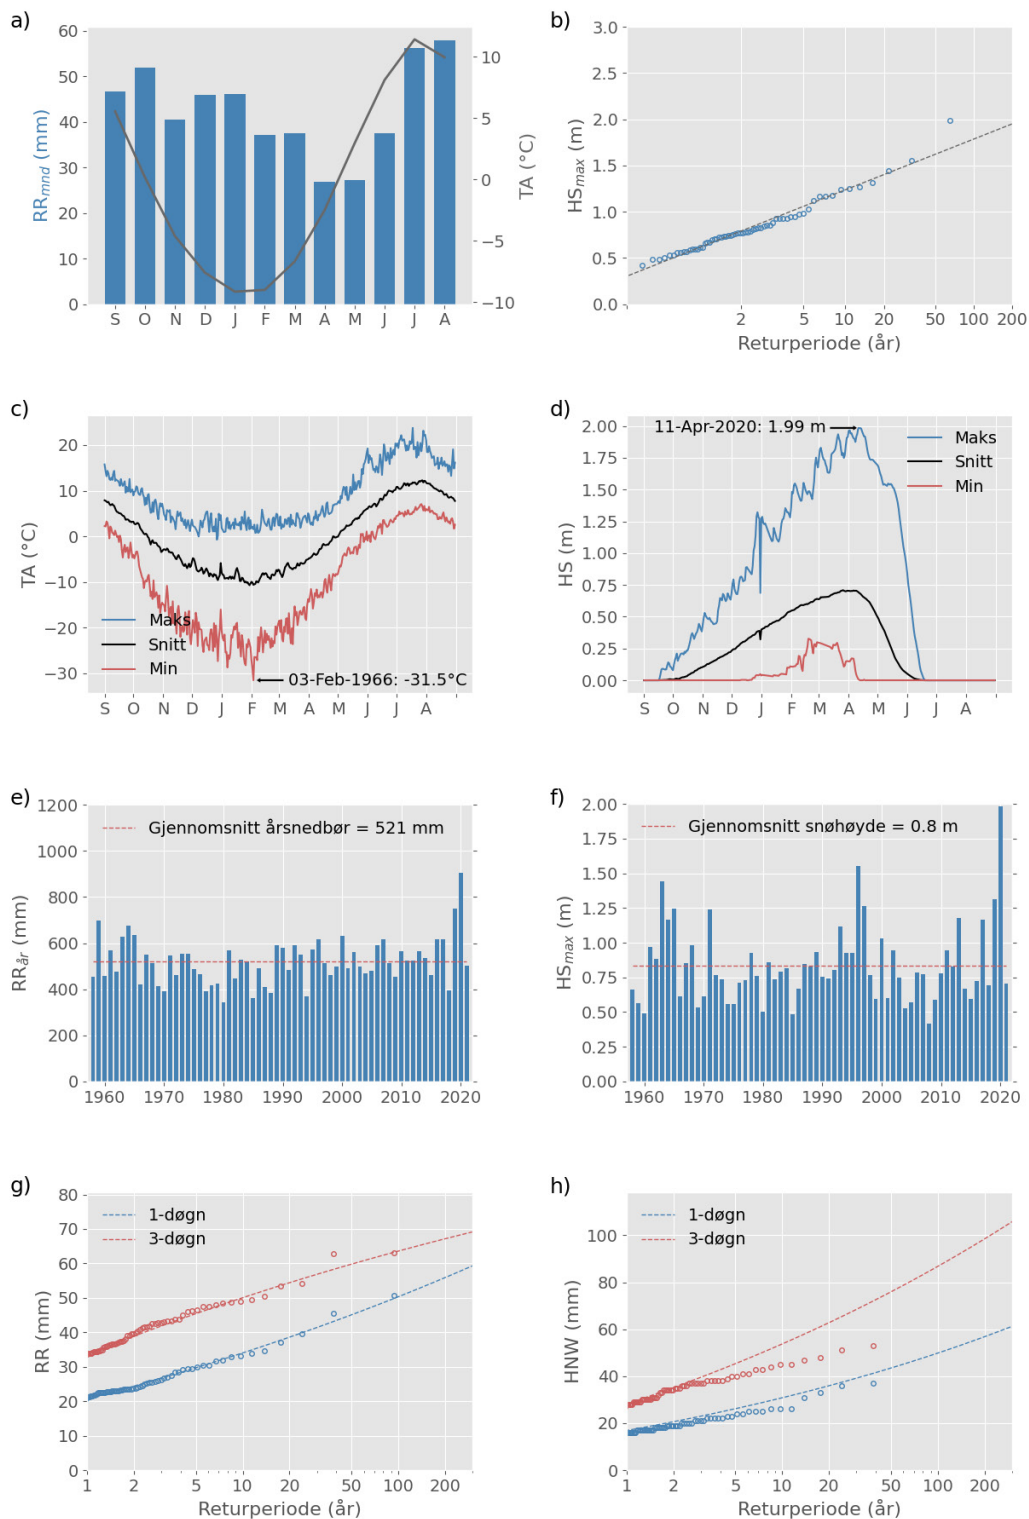 a)
60
50
40
30
20
10
0
RR_mnd (mm)
10
5
0
−5
−10
TA (°C)
S O N D J F M A M J J A
b)
3.0
2.5
2.0
1.5
1.0
0.5
0.0
HS_max (m)
2 5 10 20 50 100 200
Returperiode (år)
c)
20
10
0
−10
−20
−30
TA (°C)
Maks
Snitt
Min
03-Feb-1966: -31.5°C
S O N D J F M A M J J A
d)
2.00
1.75
1.50
1.25
1.00
0.75
0.50
0.25
0.00
HS (m)
11-Apr-2020: 1.99 m
Maks
Snitt
Min
S O N D J F M A M J J A
e)
1200
1000
800
600
400
200
0
RR_år (mm)
Gjennomsnitt årsnedbør = 521 mm
1960 1970 1980 1990 2000 2010 2020
f)
2.00
1.75
1.50
1.25
1.00
0.75
0.50
0.25
0.00
HS_max (m)
Gjennomsnitt snøhøyde = 0.8 m
1960 1970 1980 1990 2000 2010 2020
g)
80
70
60
50
40
30
20
10
0
RR (mm)
1-døgn
3-døgn
1 2 5 10 20 50 100 200
Returperiode (år)
h)
100
80
60
40
20
0
HNW (mm)
1-døgn
3-døgn
1 2 5 10 20 50 100 200
Returperiode (år)